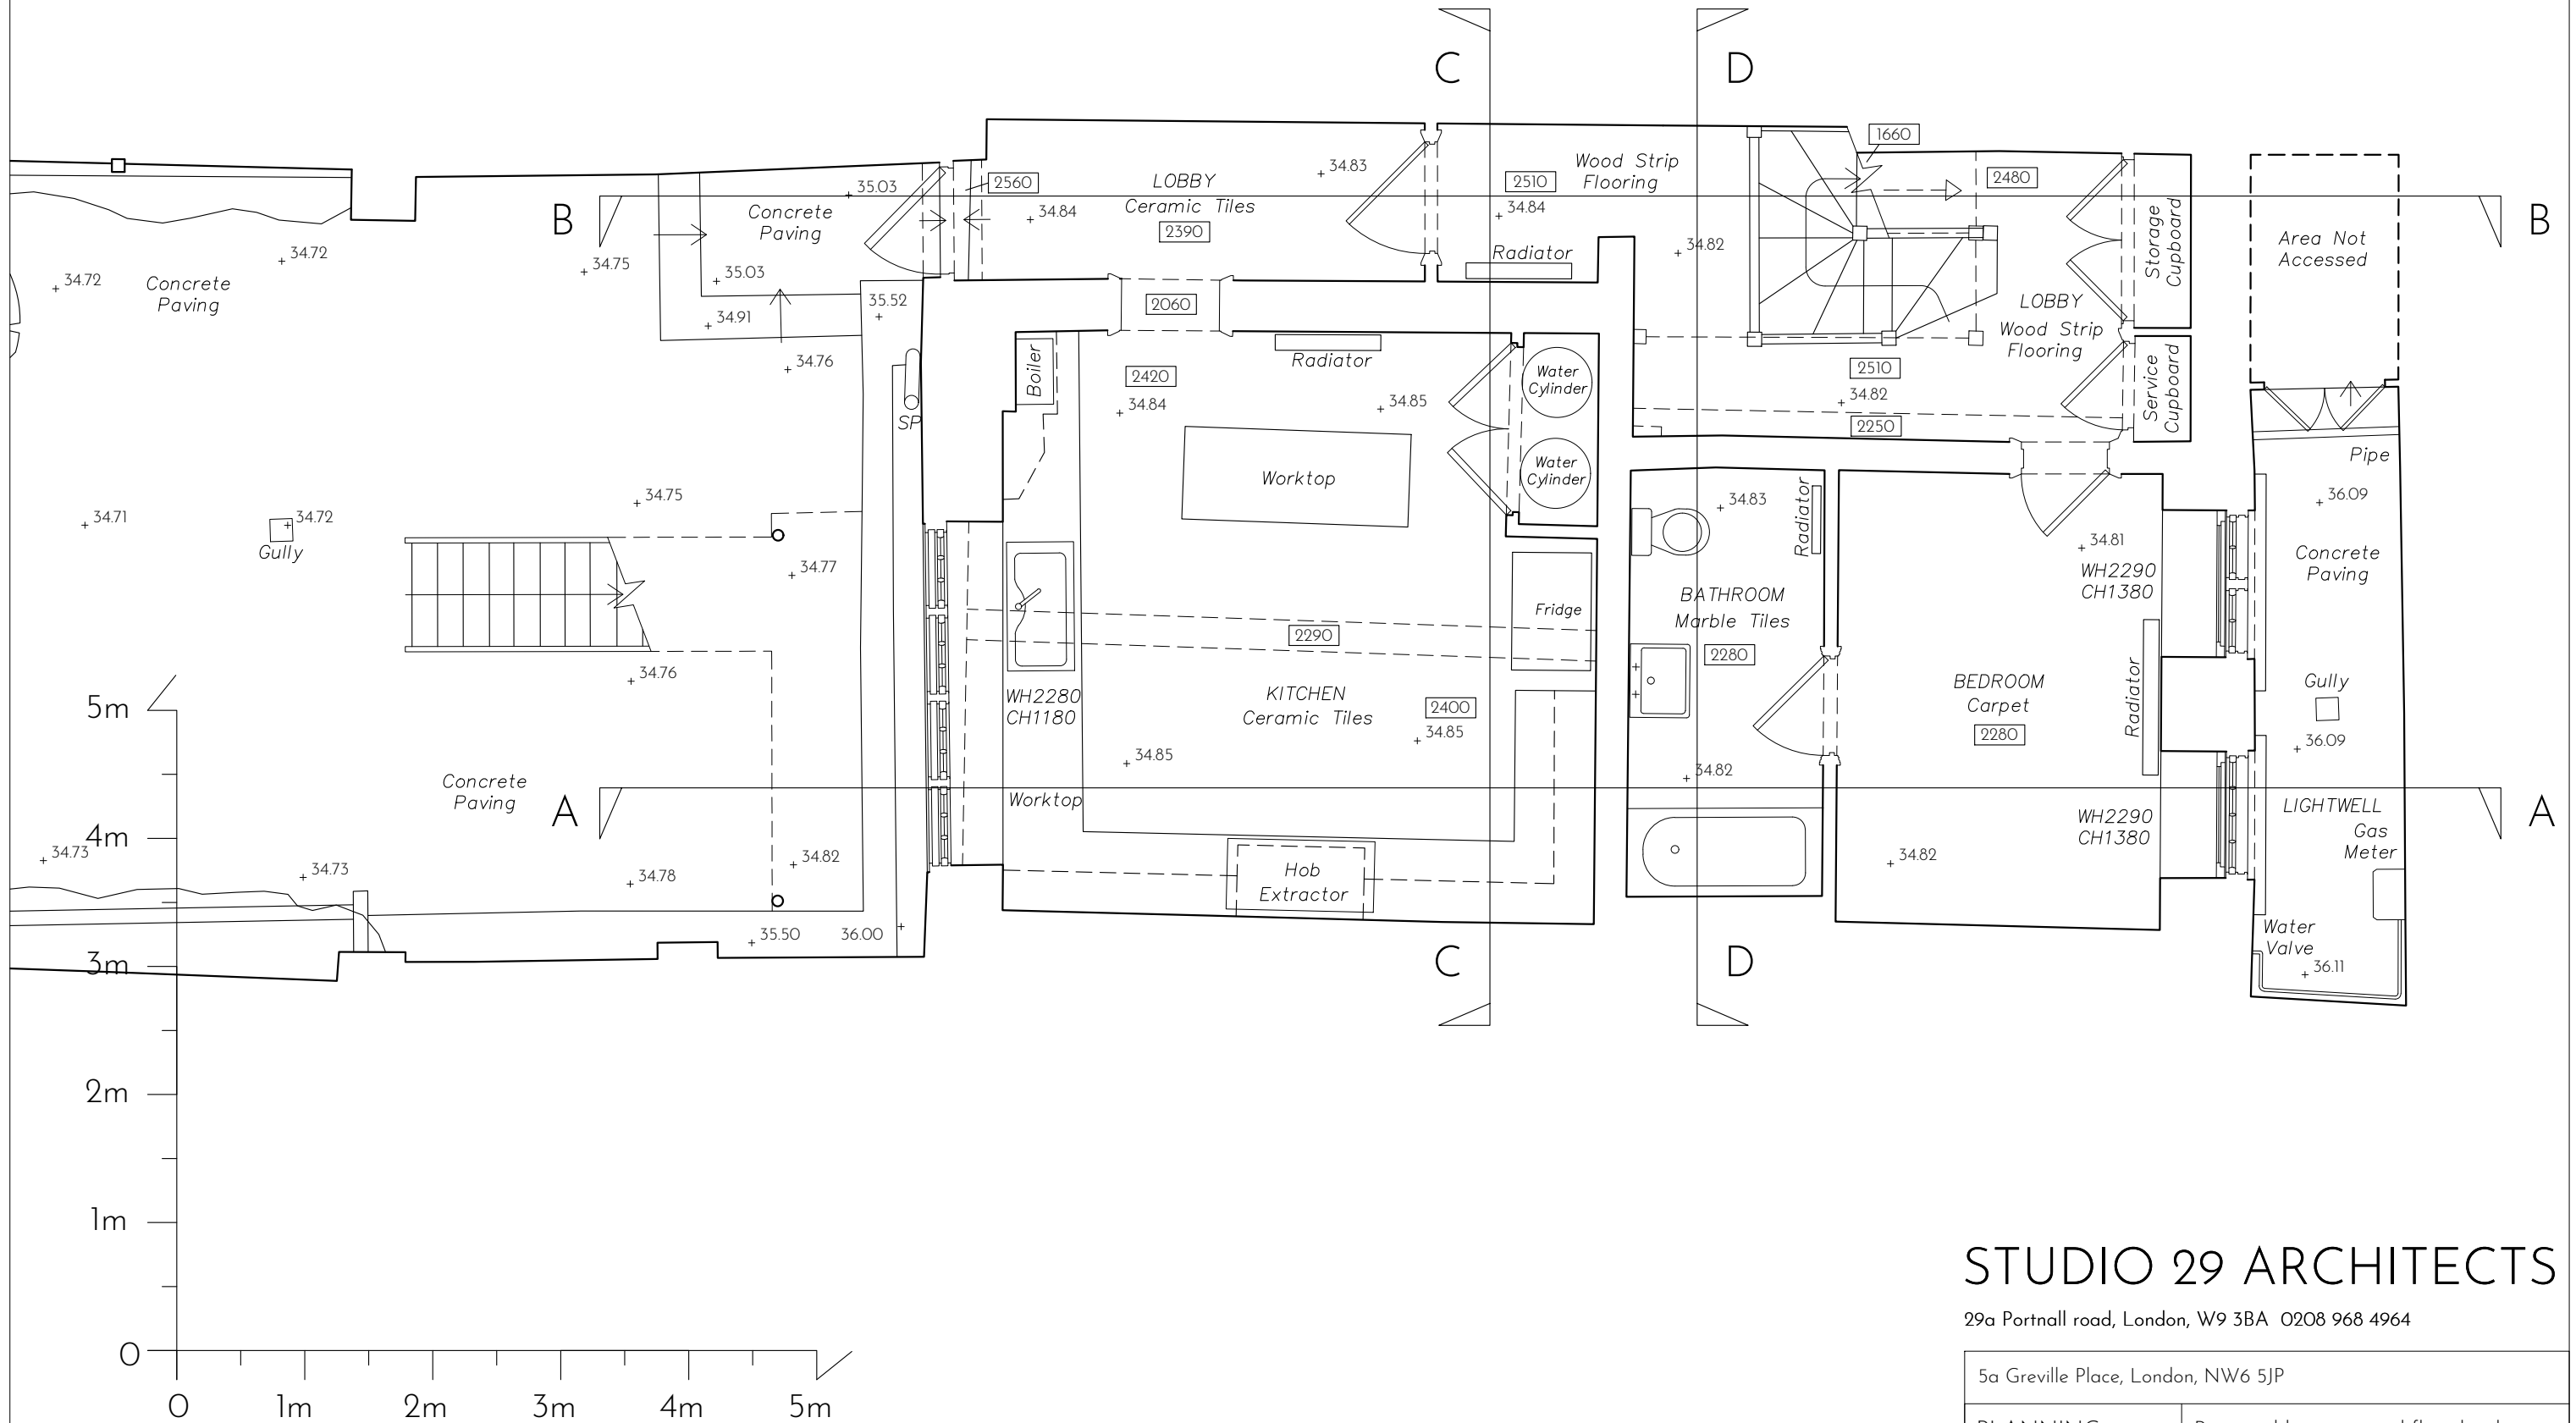 C
D
1660
35.03
2560
LOBBY
Ceramic Tiles
2390
34.83
2510
Wood Strip
Flooring
2480
B
Concrete
Paving
34.84
34.84
Storage
Cupboard
Area Not
Accessed
B
34.72
34.72
Concrete
Paving
34.75
35.03
Radiator
34.82
34.91
35.52
2060
LOBBY
Wood Strip
Flooring
34.76
Boiler
2420
34.84
Radiator
34.85
Water
Cylinder
2510
34.82
2250
Service
Cupboard
SP
Worktop
Water
Cylinder
Pipe
34.71
34.72
Gully
34.75
34.83
Radiator
36.09
34.77
34.81
WH2290
CH1380
Concrete
Paving
Fridge
BATHROOM
Marble Tiles
2280
2290
34.76
5m
WH2280
CH1180
KITCHEN
Ceramic Tiles
2400
34.85
34.85
BEDROOM
Carpet
2280
Radiator
Gully
36.09
Concrete
Paving
A
Worktop
34.82
WH2290
CH1380
LIGHTWELL
Gas
Meter
A
4m
34.73
34.73
34.78
34.82
Hob
Extractor
34.82
35.50
36.00
Water
Valve
36.11
3m
C
D
2m
1m
0
0
1m
2m
3m
4m
5m
STUDIO 29 ARCHITECTS
29a Portnall road, London, W9 3BA 0208 968 4964
5a Greville Place, London, NW6 5JP
PLANNING